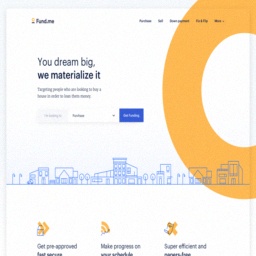 Fund.me
Purchase Sell Down payment Fix & Flip More
You dream big,
we materialize it
Targeting people who are looking to buy a
house in order to loan them money
I'm looking to Purchase Get Funding
Get pre-approved Make progress on Super efficient and
fast secure your schedule papers-free